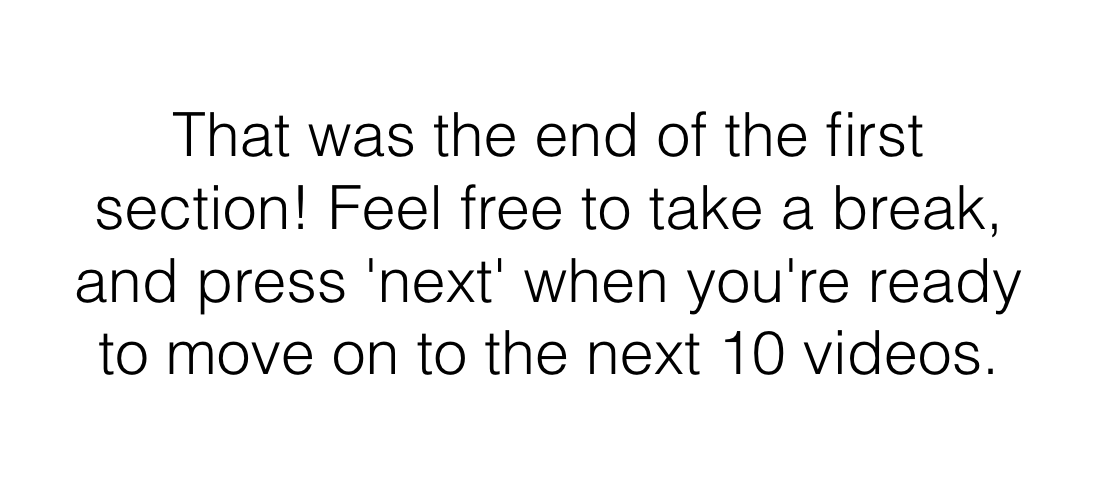 That was the end of the first
section! Feel free to take a break,
and press 'next' when you're ready
to move on to the next 10 videos.